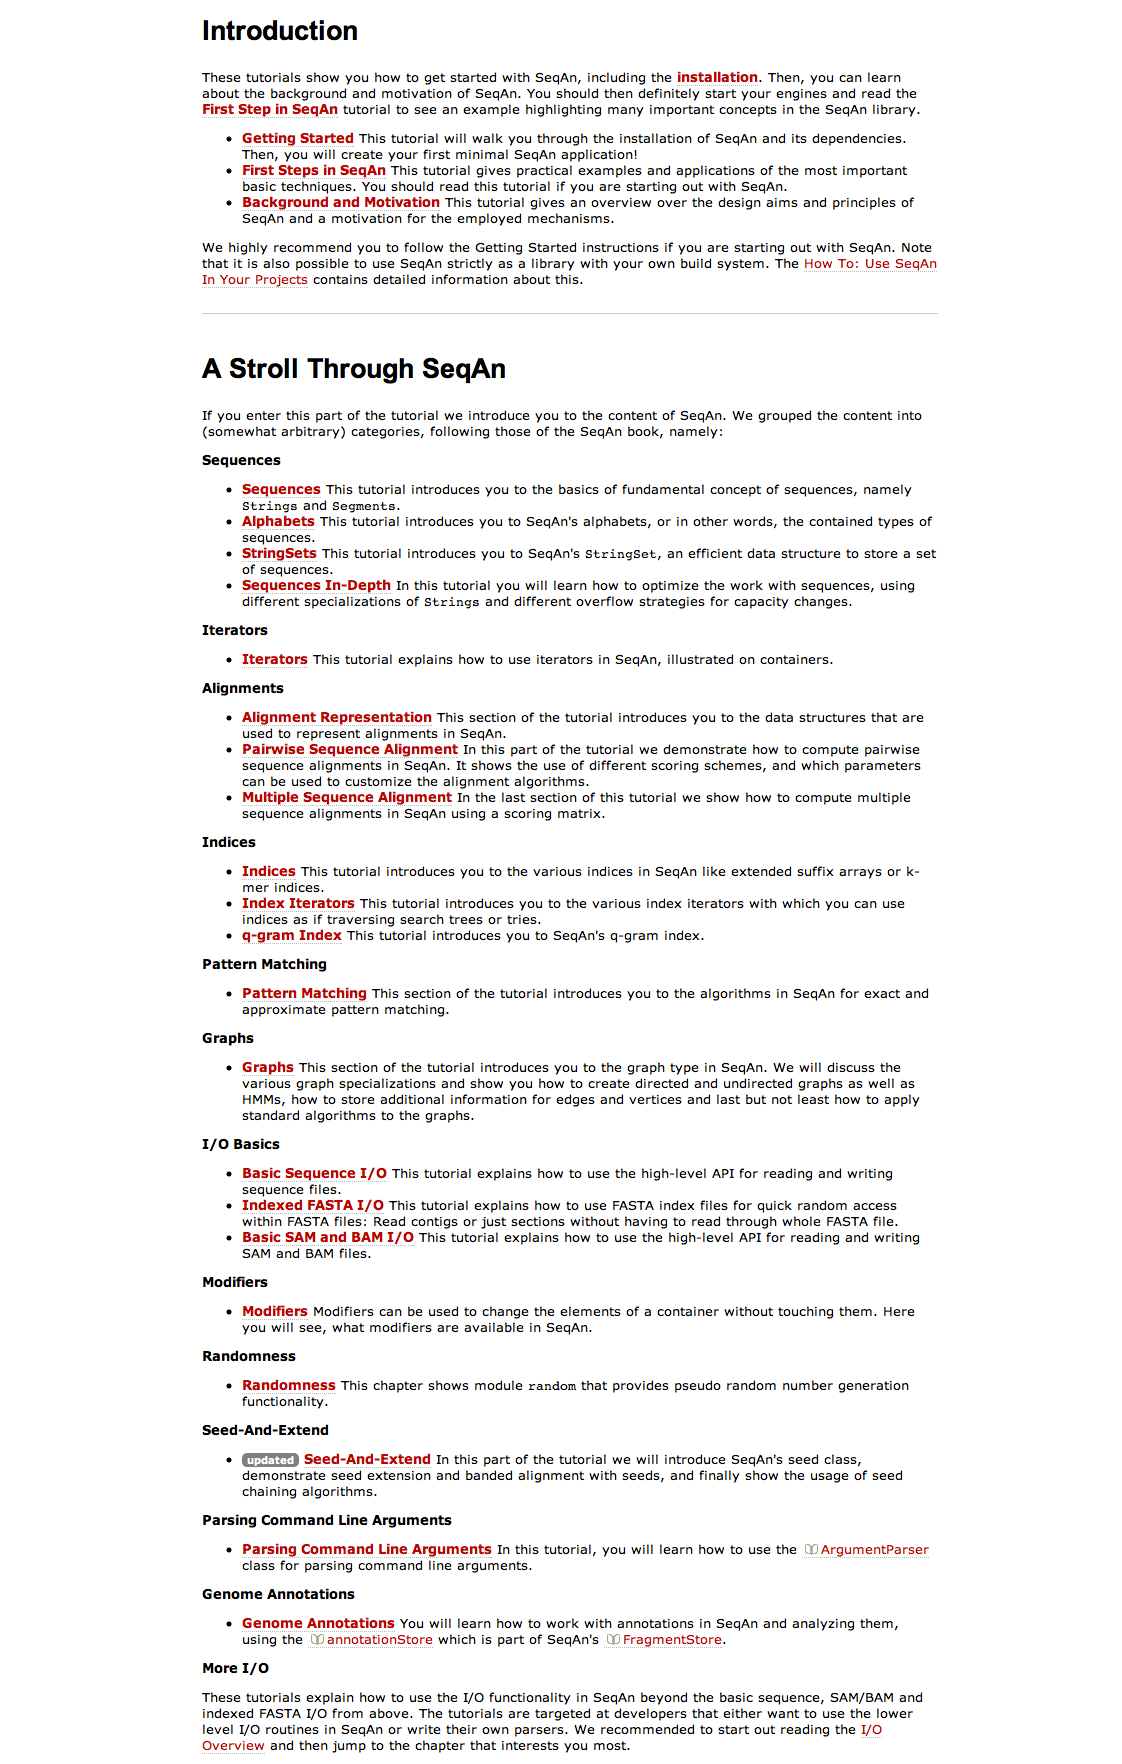 Introduction
These tutorials show you how to get started with SeqAn, including the installation. Then, you can learn
about the background and motivation of SeqAn. You should then definitely start your engines and read the
First Step in SeqAn tutorial to see an example highlighting many important concepts in the SeqAn library.
• Getting Started This tutorial will walk you through the installation of SeqAn and its dependencies.
Then, you will create your first minimal SeqAn application!
• First Steps in SeqAn This tutorial gives practical examples and applications of the most important
basic techniques. You should read this tutorial if you are starting out with SeqAn.
• Background and Motivation This tutorial gives an overview over the design aims and principles of
SeqAn and a motivation for the employed mechanisms.
We highly recommend you to follow the Getting Started instructions if you are starting out with SeqAn. Note
that it is also possible to use SeqAn strictly as a library with your own build system. The How To: Use SeqAn
In Your Projects contains detailed information about this.
A Stroll Through SeqAn
If you enter this part of the tutorial we introduce you to the content of SeqAn. We grouped the content into
(somewhat arbitrary) categories, following those of the SeqAn book, namely:
Sequences
• Sequences This tutorial introduces you to the basics of fundamental concept of sequences, namely
Strings and Segments.
• Alphabets This tutorial introduces you to SeqAn's alphabets, or in other words, the contained types of
sequences.
• StringSets This tutorial introduces you to SeqAn's StringSet, an efficient data structure to store a set
of sequences.
• Sequences In-Depth In this tutorial you will learn how to optimize the work with sequences, using
different specializations of Strings and different overflow strategies for capacity changes.
Iterators
• Iterators This tutorial explains how to use iterators in SeqAn, illustrated on containers.
Alignments
• Alignment Representation This section of the tutorial introduces you to the data structures that are
used to represent alignments in SeqAn.
• Pairwise Sequence Alignment In this part of the tutorial we demonstrate how to compute pairwise
sequence alignments in SeqAn. It shows the use of different scoring schemes, and which parameters
can be used to customize the alignment algorithms.
• Multiple Sequence Alignment In the last section of this tutorial we show how to compute multiple
sequence alignments in SeqAn using a scoring matrix.
Indices
• Indices This tutorial introduces you to the various indices in SeqAn like extended suffix arrays or k-
mer indices.
• Index Iterators This tutorial introduces you to the various index iterators with which you can use
indices as if traversing search trees or tries.
• q-gram Index This tutorial introduces you to SeqAn's q-gram index.
Pattern Matching
• Pattern Matching This section of the tutorial introduces you to the algorithms in SeqAn for exact and
approximate pattern matching.
Graphs
• Graphs This section of the tutorial introduces you to the graph type in SeqAn. We will discuss the
various graph specializations and show you how to create directed and undirected graphs as well as
HMMs, how to store additional information for edges and vertices and last but not least how to apply
standard algorithms to the graphs.
I/O Basics
• Basic Sequence I/O This tutorial explains how to use the high-level API for reading and writing
sequence files.
• Indexed FASTA I/O This tutorial explains how to use FASTA index files for quick random access
within FASTA files: Read contigs or just sections without having to read through whole FASTA file.
• Basic SAM and BAM I/O This tutorial explains how to use the high-level API for reading and writing
SAM and BAM files.
Modifiers
• Modifiers Modifiers can be used to change the elements of a container without touching them. Here
you will see, what modifiers are available in SeqAn.
Randomness
• Randomness This chapter shows module random that provides pseudo random number generation
functionality.
Seed-And-Extend
• updated Seed-And-Extend In this part of the tutorial we will introduce SeqAn's seed class,
demonstrate seed extension and banded alignment with seeds, and finally show the usage of seed
chaining algorithms.
Parsing Command Line Arguments
• Parsing Command Line Arguments In this tutorial, you will learn how to use the ArgumentParser
class for parsing command line arguments.
Genome Annotations
• Genome Annotations You will learn how to work with annotations in SeqAn and analyzing them,
using the annotationStore which is part of SeqAn's FragmentStore.
More I/O
These tutorials explain how to use the I/O functionality in SeqAn beyond the basic sequence, SAM/BAM and
indexed FASTA I/O from above. The tutorials are targeted at developers that either want to use the lower
level I/O routines in SeqAn or write their own parsers. We recommended to start out reading the I/O
Overview and then jump to the chapter that interests you most.